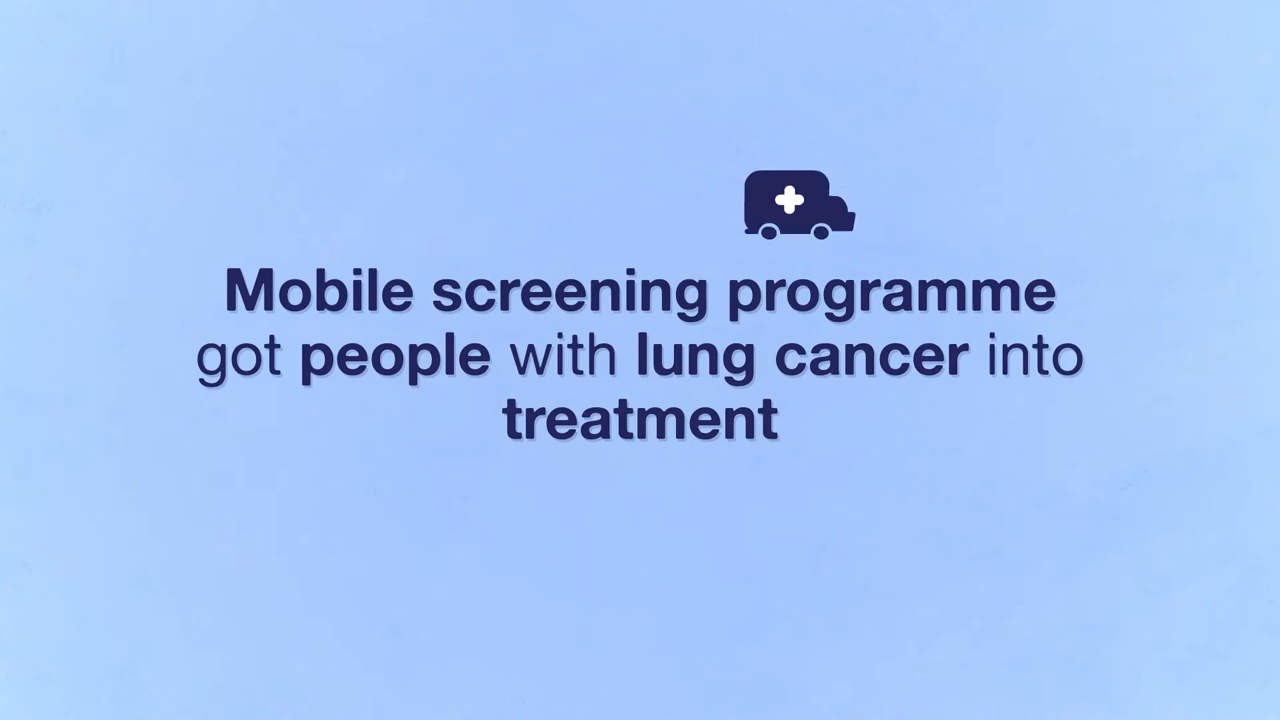 Mobile screening programme
got people with lung cancer into
treatment